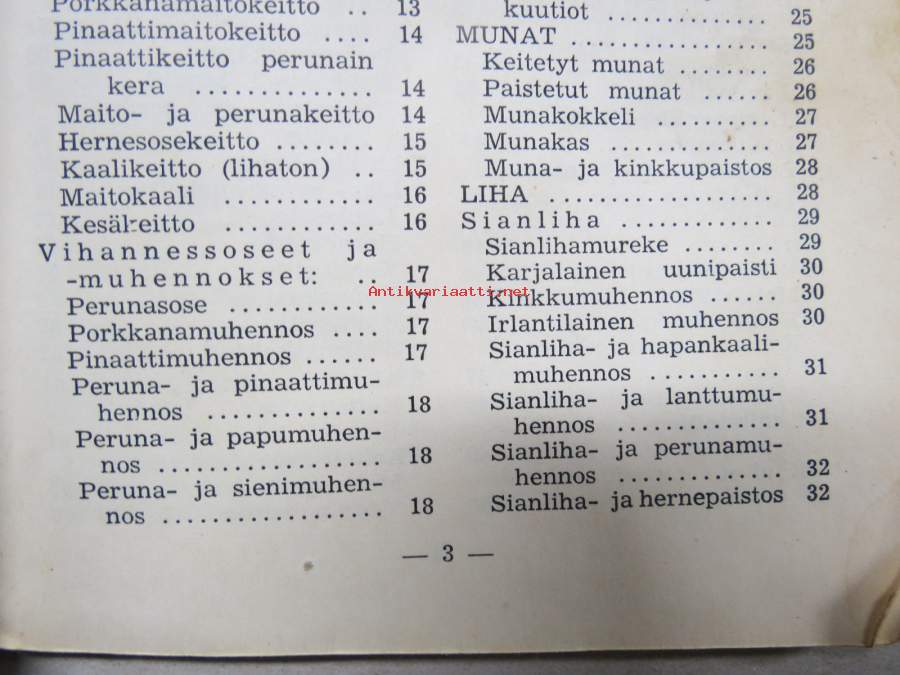 Porkkanamaitokeitto .. 13
Pinaattimaitokeitto .... 14
Pinaattikeitto perunain
kera ............... 14
Maito- ja perunakeitto 14
Hernesosekeitto ........ 15
Kaalikeitto (lihaton) .. 15
Maitokaali ............. 16
Kesäkeitto ............. 16
Vihannessoseet ja
-muhennokset: .. 17
Perunasose ............. 17
Porkkanamuhennos .... 17
Pinaattimuhennos ...... 17
Peruna- ja pinaattimu-
hennos ............... 18
Peruna- ja papumuhen-
nos ................... 18
Peruna- ja sienimuhen-
nos ................... 18
kuutiot .............. 25
MUNAT ................. 25
Keitetyt munat ........ 26
Paistetut munat ...... 26
Munakokkeli .......... 27
Munakas .............. 27
Muna- ja kinkkupaistos 28
LIHA ................... 28
Sianliha ............. 29
Sianlihamureke ........ 29
Karjalainen uunipaisti 30
Kinkkumuhennos ...... 30
Irlantilainen muhennos 30
Sianliha- ja hapankaali-
muhennos ........... 31
Sianliha- ja lanttumu-
hennos .............. 31
Sianliha- ja perunamu-
hennos .............. 32
Sianliha- ja hernepaistos 32
— 3 —
Antikvariaatti.net